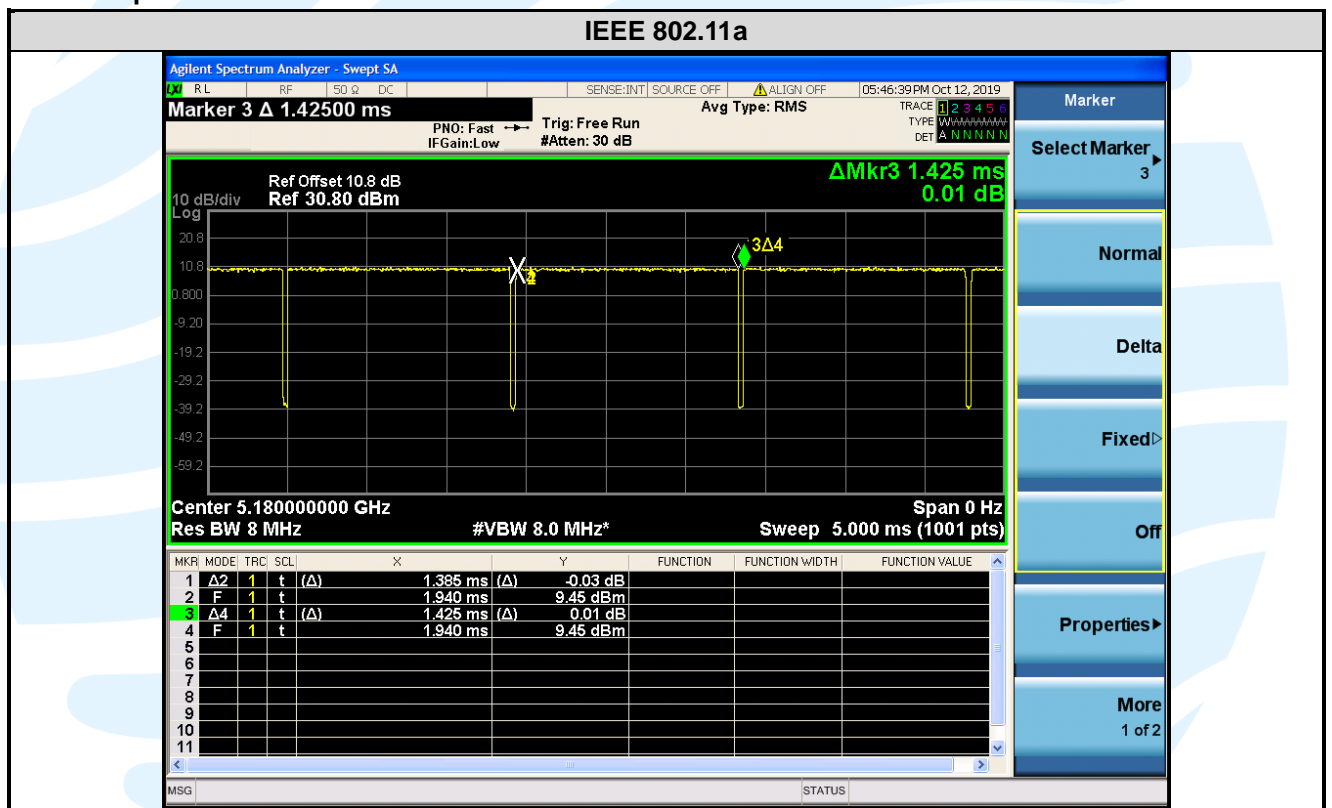 IEEE 802.11a
Agilent Spectrum Analyzer - Swept SA
LXI RL RF 50 Ω DC SENSE:INT SOURCE OFF ALIGN OFF 05:46:39 PM Oct 12, 2019
Marker 3 Δ 1.42500 ms
PNO: Fast
IFGain:Low
Trig: Free Run
#Atten: 30 dB
Avg Type: RMS
TRACE 1 2 3 4 5 6
TYPE WWWWWW
DET A N N N N N
ΔMkr3 1.425 ms
0.01 dB
Ref Offset 10.8 dB
10 dB/div Ref 30.80 dBm
Log
20.8
10.8
0.800
-9.20
-19.2
-29.2
-39.2
-49.2
-59.2
3Δ4
Center 5.180000000 GHz Span 0 Hz
Res BW 8 MHz #VBW 8.0 MHz* Sweep 5.000 ms (1001 pts)
MKR MODE TRC SCL X Y FUNCTION FUNCTION WIDTH FUNCTION VALUE
1 Δ2 1 t (Δ) 1.385 ms (Δ) -0.03 dB
2 F 1 t 1.940 ms 9.45 dBm
3 Δ4 1 t (Δ) 1.425 ms (Δ) 0.01 dB
4 F 1 t 1.940 ms 9.45 dBm
5
6
7
8
9
10
11
MSG STATUS
Marker
Select Marker
3
Normal
Delta
Fixed
Off
Properties
More
1 of 2